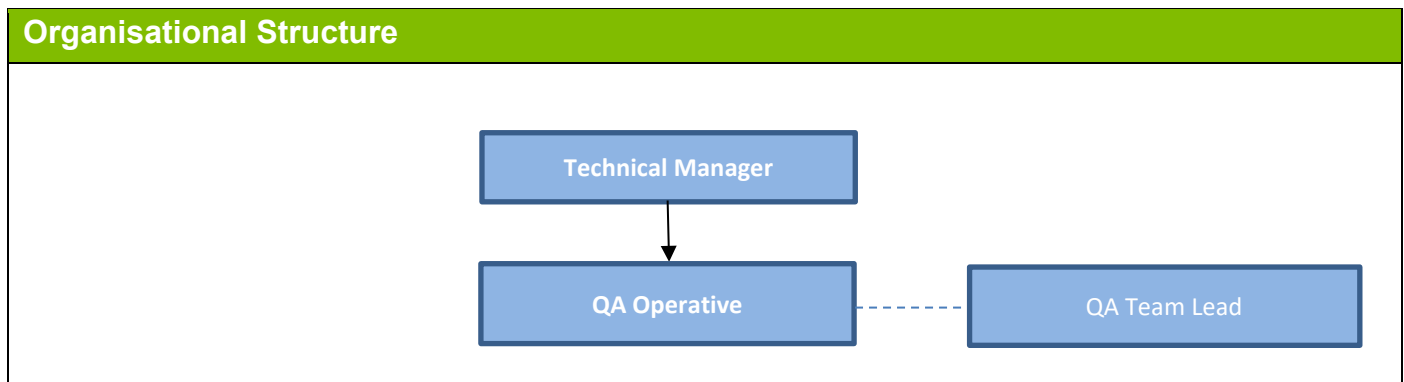 Organisational Structure
Technical Manager
QA Operative
QA Team Lead